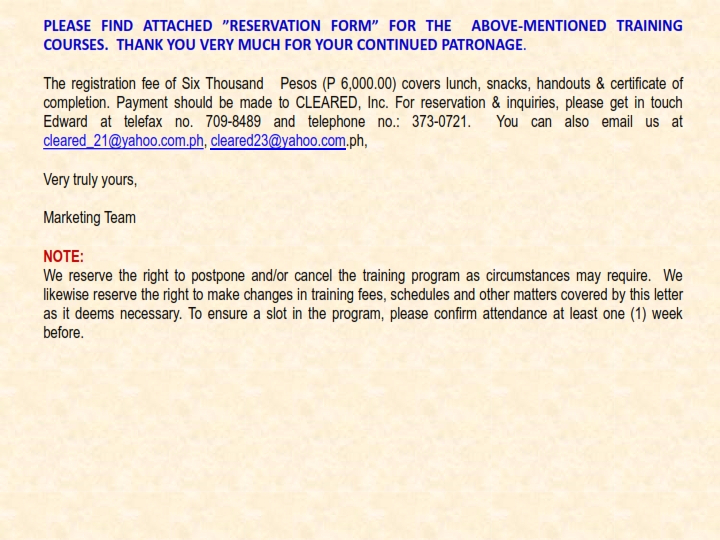 PLEASE FIND ATTACHED ”RESERVATION FORM” FOR THE ABOVE-MENTIONED TRAINING
COURSES. THANK YOU VERY MUCH FOR YOUR CONTINUED PATRONAGE.
The registration fee of Six Thousand Pesos (P 6,000.00) covers lunch, snacks, handouts & certificate of
completion. Payment should be made to CLEARED, Inc. For reservation & inquiries, please get in touch
Edward at telefax no. 709-8489 and telephone no.: 373-0721. You can also email us at
cleared_21@yahoo.com.ph, cleared23@yahoo.com.ph,
Very truly yours,
Marketing Team
NOTE:
We reserve the right to postpone and/or cancel the training program as circumstances may require. We
likewise reserve the right to make changes in training fees, schedules and other matters covered by this letter
as it deems necessary. To ensure a slot in the program, please confirm attendance at least one (1) week
before.